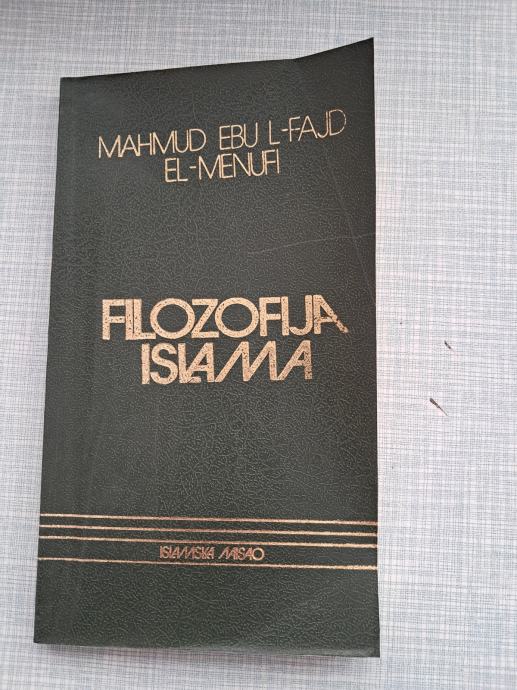 MAHMUD EBU L-FAJD
EL-MENUFI
FILOZOFIJA
ISLAMA
ISLAMSKA MISAO